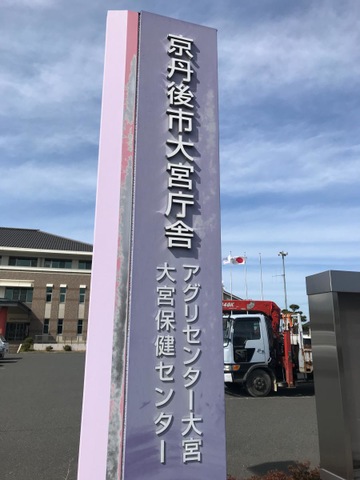 京丹後市大宮庁舎
アグリセンター大宮
大宮保健センター